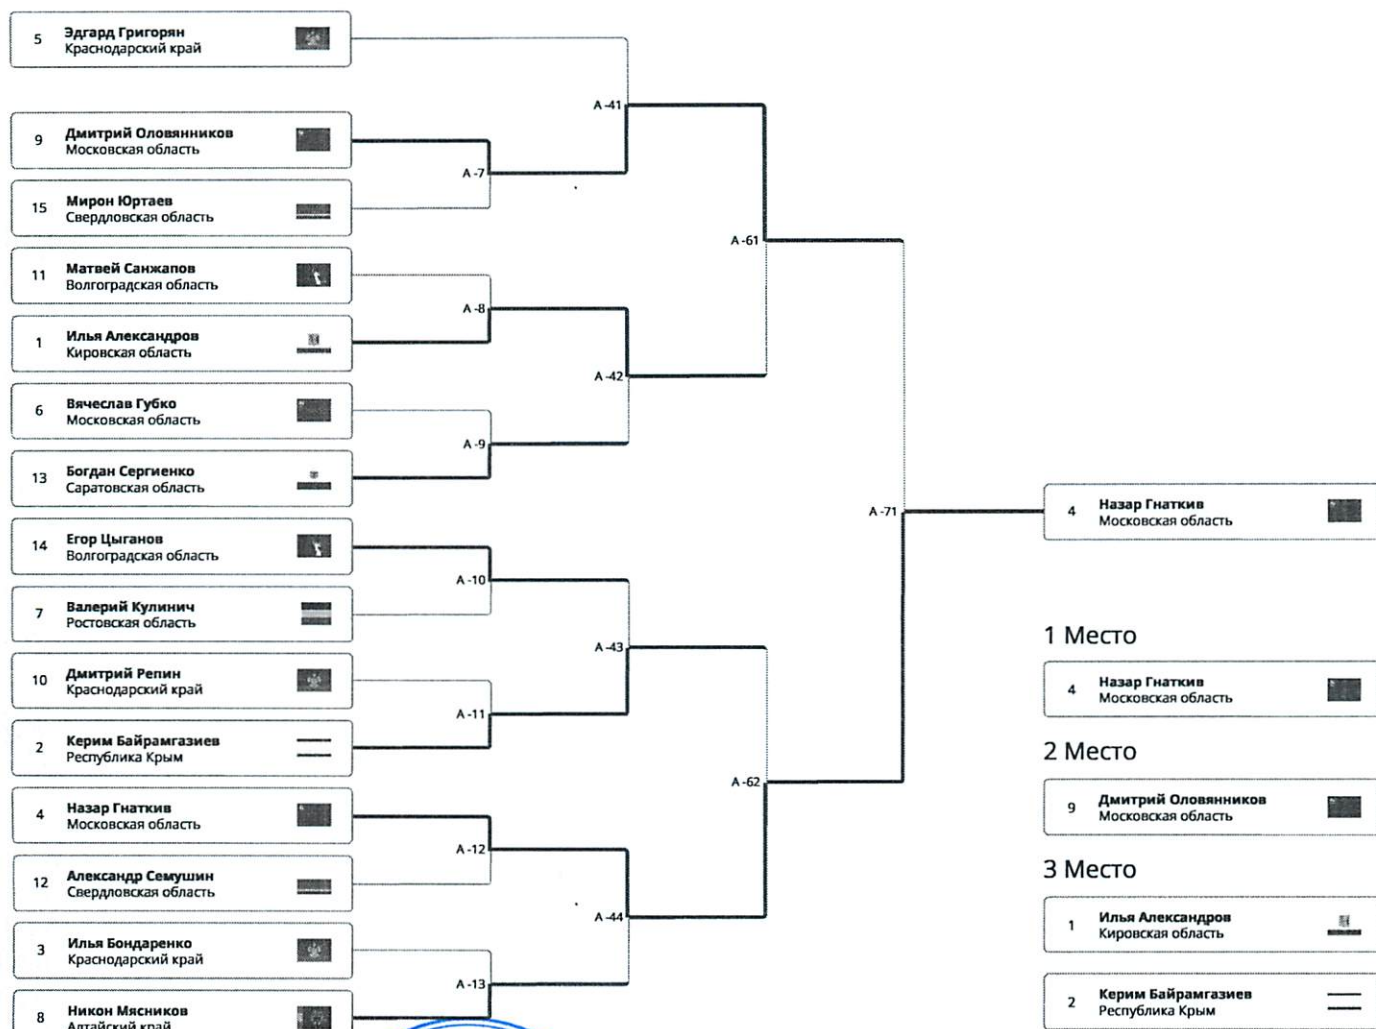 5
Эдгард Григорян
Краснодарский край
9
Дмитрий Оловянников
Московская область
15
Мирон Юртаев
Свердловская область
11
Матвей Санжапов
Волгоградская область
1
Илья Александров
Кировская область
6
Вячеслав Губко
Московская область
13
Богдан Сергиенко
Саратовская область
14
Егор Цыганов
Волгоградская область
7
Валерий Кулинич
Ростовская область
10
Дмитрий Репин
Краснодарский край
2
Керим Байрамгазиев
Республика Крым
4
Назар Гнаткив
Московская область
12
Александр Семушин
Свердловская область
3
Илья Бондаренко
Краснодарский край
8
Никон Мясников
Алтайский край
A -7
A -8
A -9
A -10
A -11
A -12
A -13
A -41
A -42
A -43
A -44
A -61
A -62
A -71
4
Назар Гнаткив
Московская область
1 Место
4
Назар Гнаткив
Московская область
2 Место
9
Дмитрий Оловянников
Московская область
3 Место
1
Илья Александров
Кировская область
2
Керим Байрамгазиев
Республика Крым